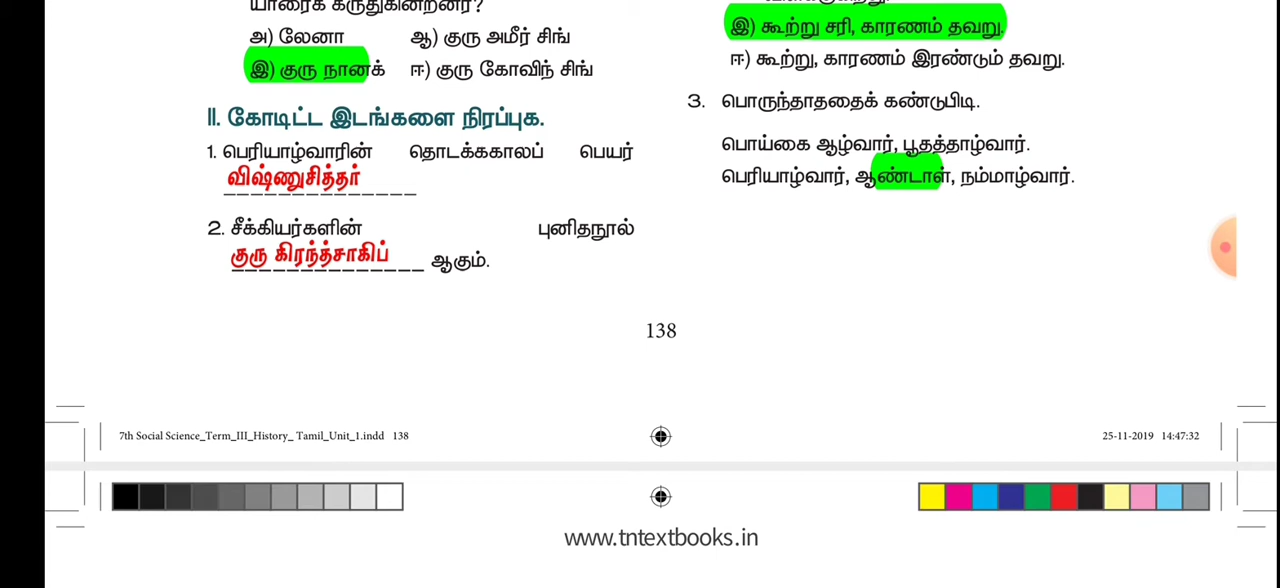 யாரைக் கருதுகின்றனர்?
அ) லேனா ஆ) குரு அமீர் சிங்
இ) குரு நானக் ஈ) குரு கோவிந் சிங்
II. கோடிட்ட இடங்களை நிரப்புக.
1. பெரியாழ்வாரின் தொடக்ககாலப் பெயர்
விஷ்ணுசித்தர்
2. சீக்கியர்களின் புனிதநூல்
குரு கிரந்த்சாகிப் ஆகும்.
இ) கூற்று சரி, காரணம் தவறு.
ஈ) கூற்று, காரணம் இரண்டும் தவறு.
3. பொருந்தாததைக் கண்டுபிடி.
பொய்கை ஆழ்வார், பூதத்தாழ்வார்.
பெரியாழ்வார், ஆண்டாள், நம்மாழ்வார்.
138
7th Social Science_Term_III_History_ Tamil_Unit_1.indd 138
25-11-2019 14:47:32
www.tntextbooks.in